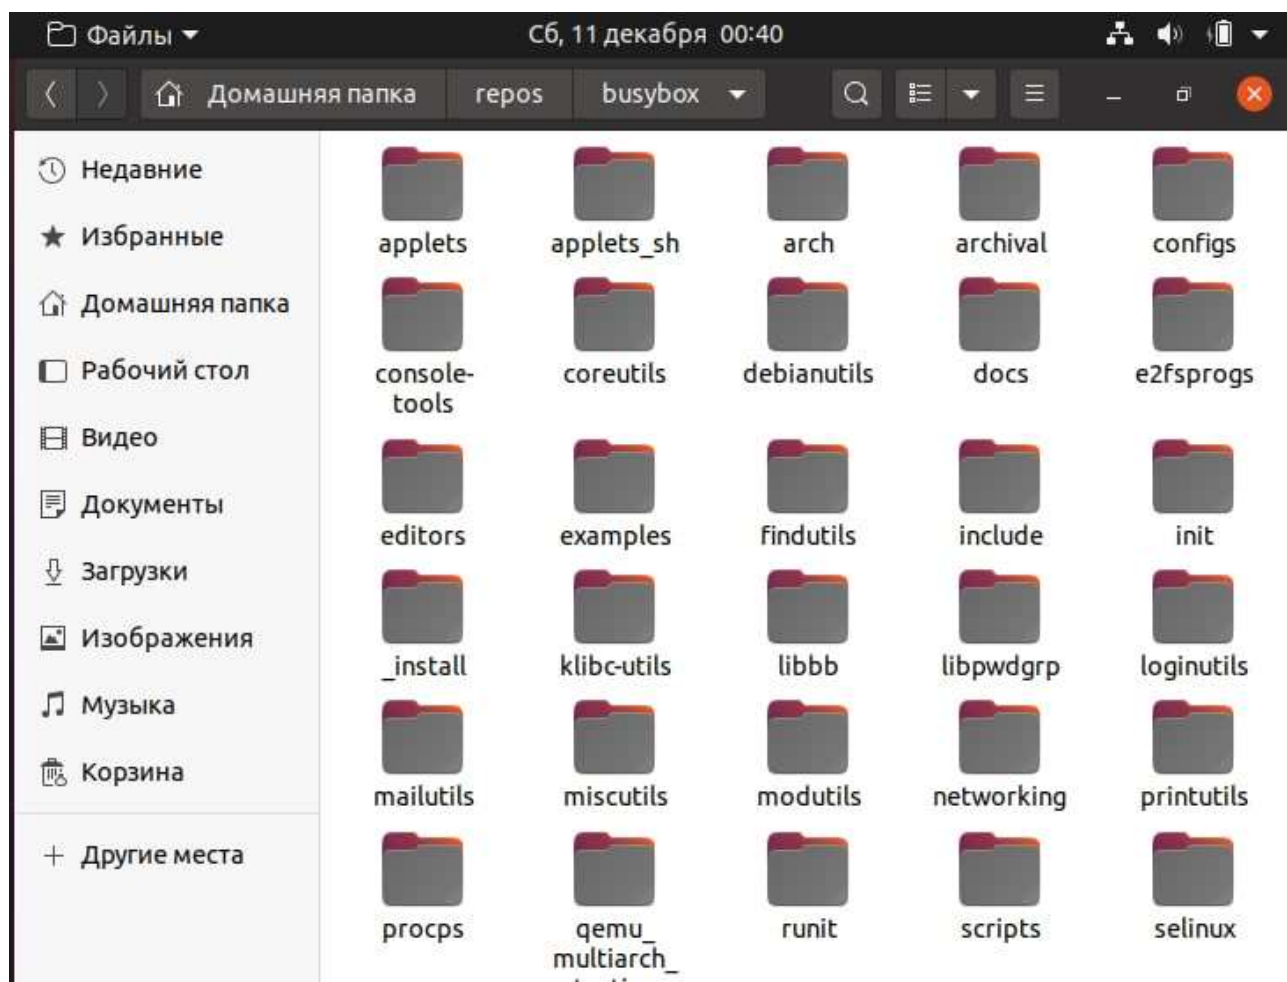 Файлы
Сб, 11 декабря 00:40
Домашняя папка repos busybox
Недавние
Избранные
Домашняя папка
Рабочий стол
Видео
Документы
Загрузки
Изображения
Музыка
Корзина
Другие места
applets applets_sh arch archival configs
console-
tools
coreutils debianutils docs e2fsprogs
editors examples findutils include init
_install klibc-utils libbb libpwdgrp loginutils
mailutils miscutils modutils networking printutils
procps
qemu_
multiarch_
runit scripts selinux